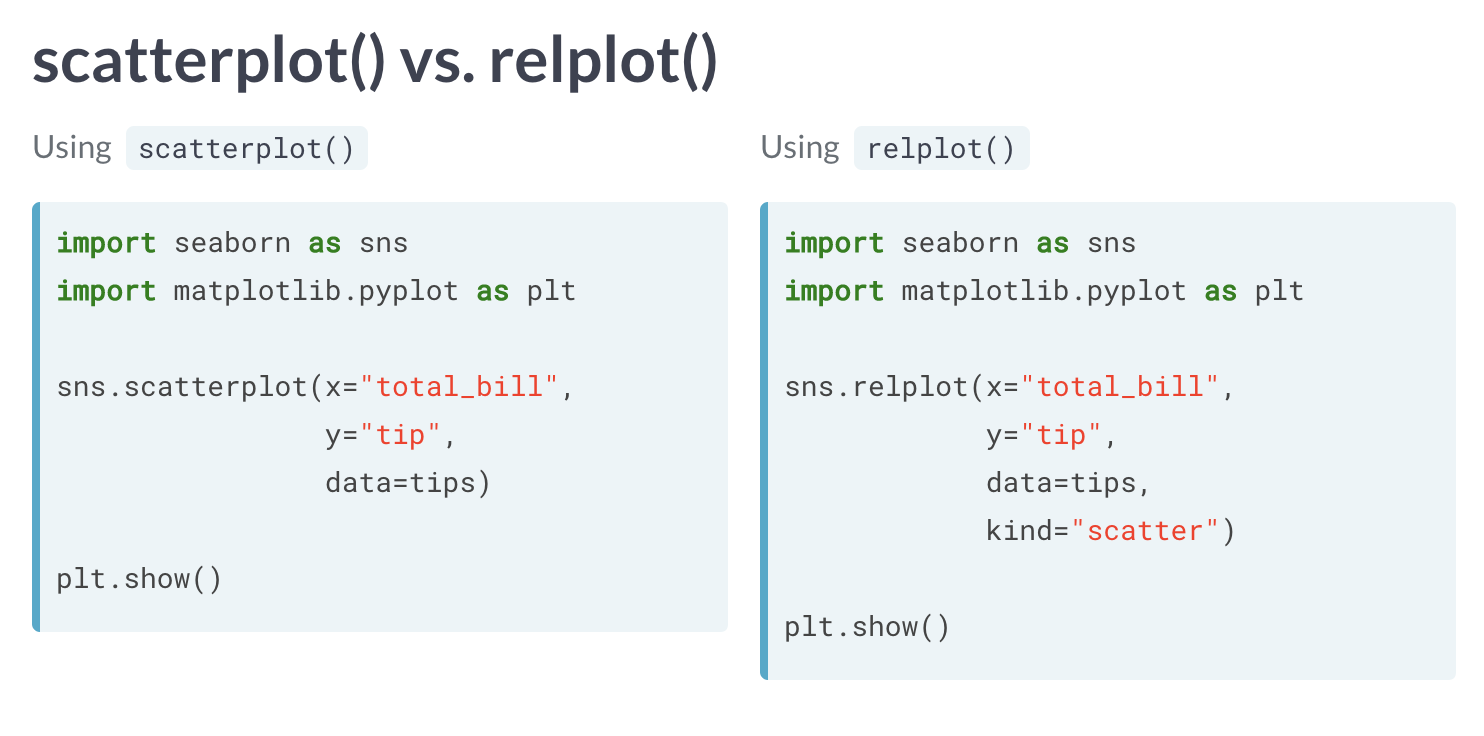 scatterplot() vs. relplot()
Using scatterplot()
import seaborn as sns
import matplotlib.pyplot as plt
sns.scatterplot(x="total_bill",
y="tip",
data=tips)
plt.show()
Using relplot()
import seaborn as sns
import matplotlib.pyplot as plt
sns.relplot(x="total_bill",
y="tip",
data=tips,
kind="scatter")
plt.show()